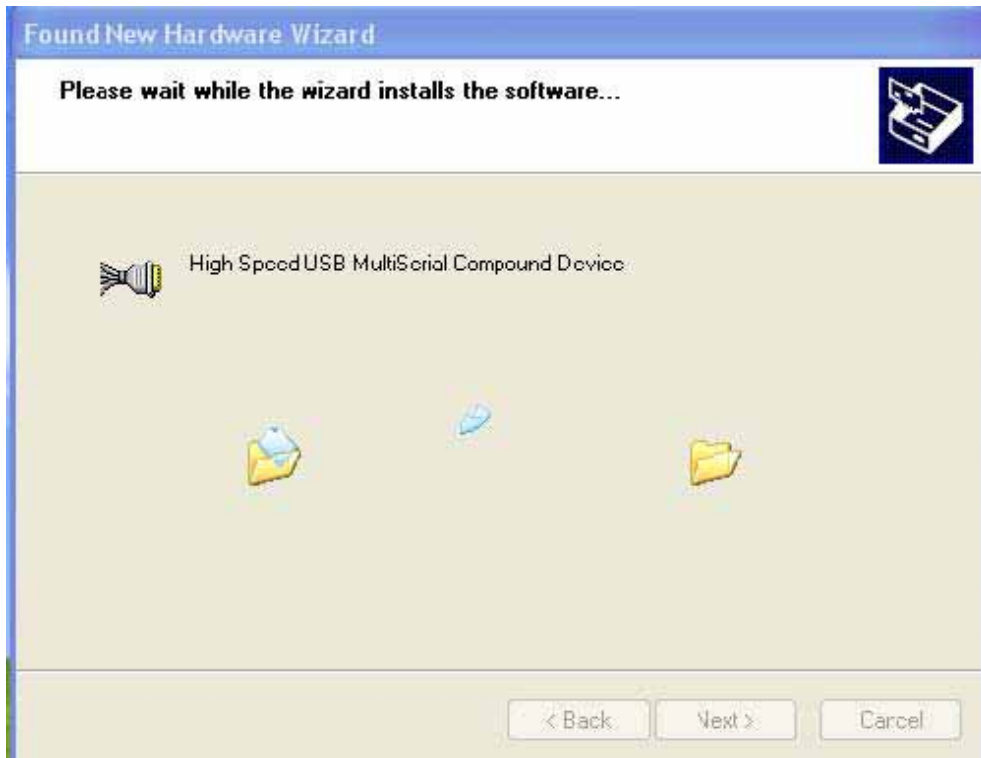 Found New Hardware Wizard
Please wait while the wizard installs the software...
High Speed USB MultiSerial Compound Device
< Back
Next >
Cancel